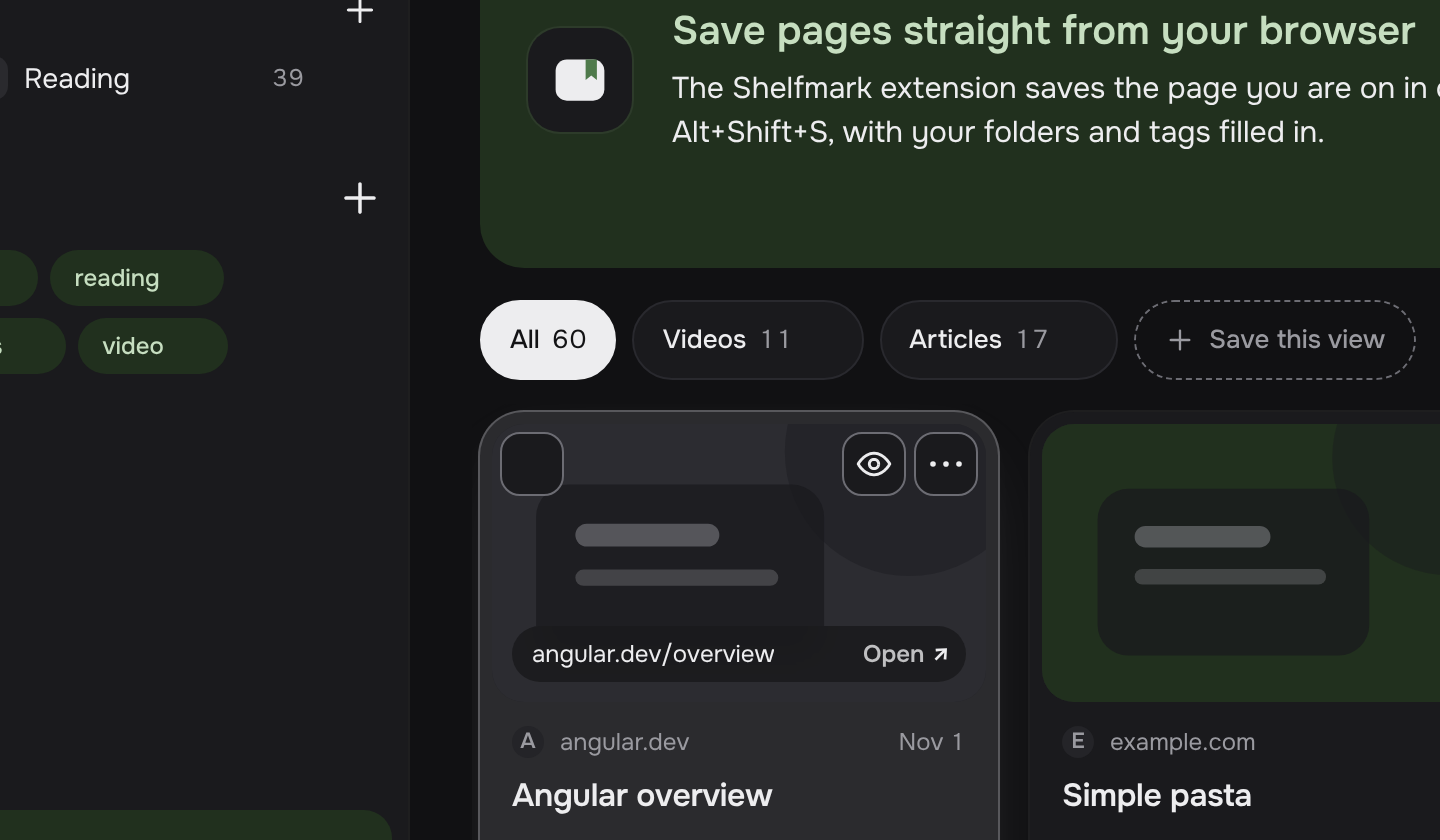 Reading 39
reading
video
Save pages straight from your browser
The Shelfmark extension saves the page you are on in
Alt+Shift+S, with your folders and tags filled in.
All 60
Videos 11
Articles 17
Save this view
angular.dev/overview
Open
A angular.dev Nov 1
Angular overview
E example.com
Simple pasta